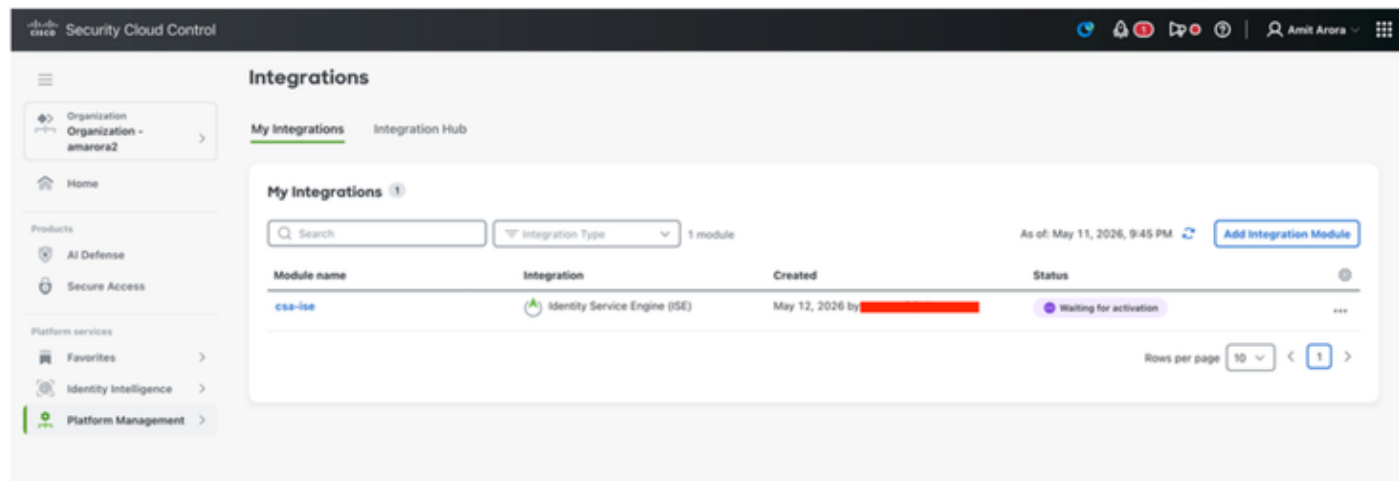 cisco Security Cloud Control
1
Amit Arora
Integrations
Organization
Organization -
amarora2
My Integrations Integration Hub
Home
My Integrations 1
Products
Search
Integration Type
1 module
As of: May 11, 2026, 9:45 PM
Add Integration Module
AI Defense
Secure Access
Module name Integration Created Status
csa-ise Identity Service Engine (ISE) May 12, 2026 by Waiting for activation
Platform services
Favorites
Identity Intelligence
Platform Management
Rows per page 10 1